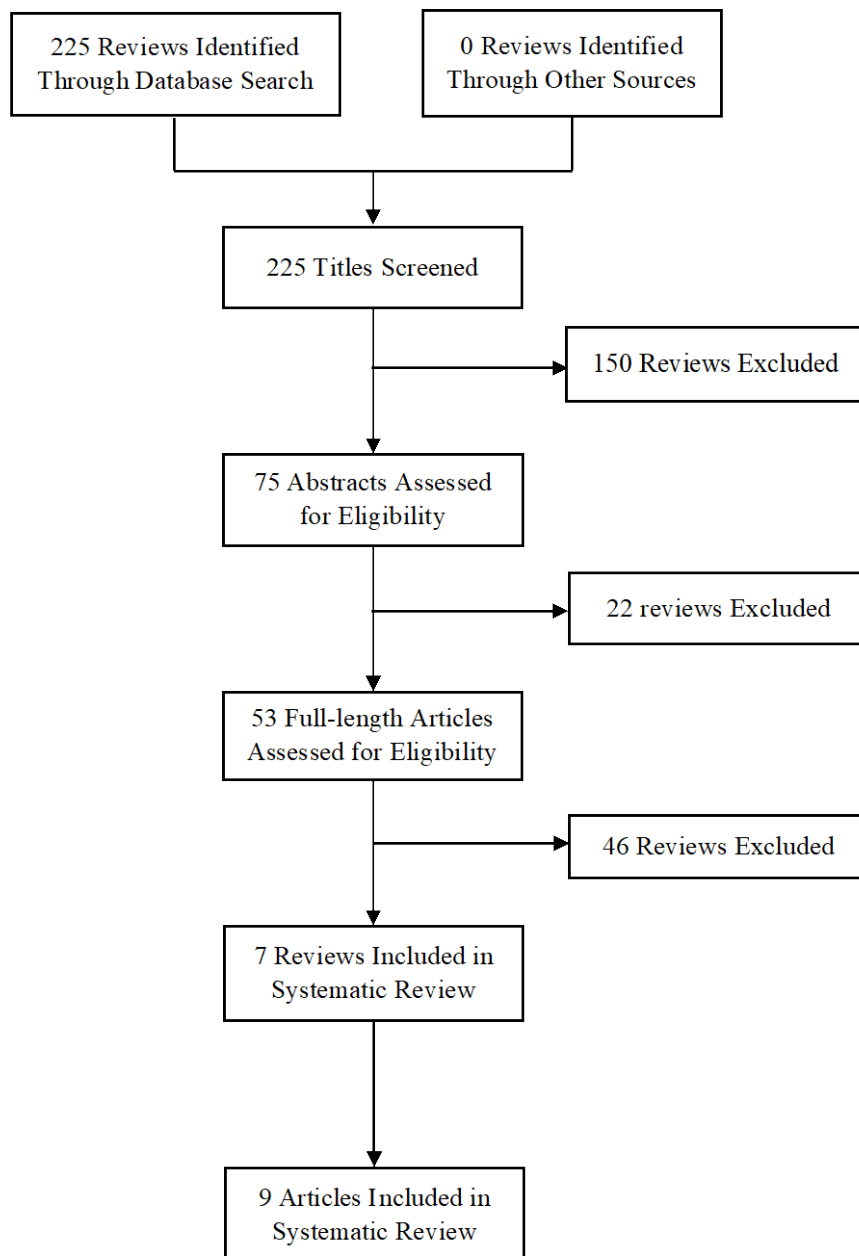 225 Reviews Identified
Through Database Search
0 Reviews Identified
Through Other Sources
225 Titles Screened
150 Reviews Excluded
75 Abstracts Assessed
for Eligibility
22 reviews Excluded
53 Full-length Articles
Assessed for Eligibility
46 Reviews Excluded
7 Reviews Included in
Systematic Review
9 Articles Included in
Systematic Review